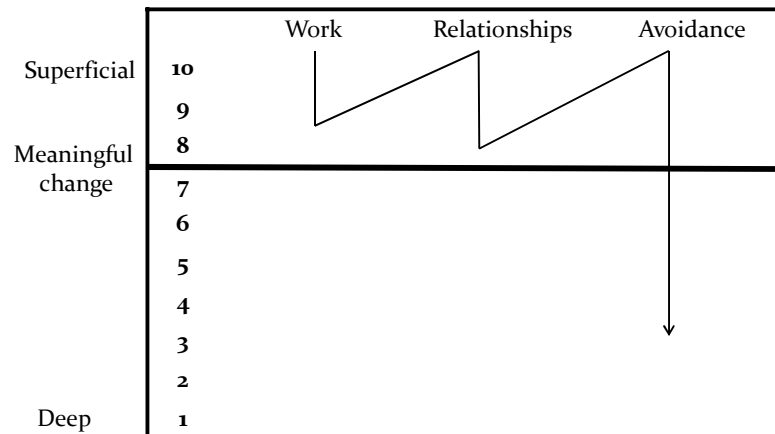 Work Relationships Avoidance
Superficial 10
9
8
Meaningful
change
7
6
5
4
3
2
Deep 1